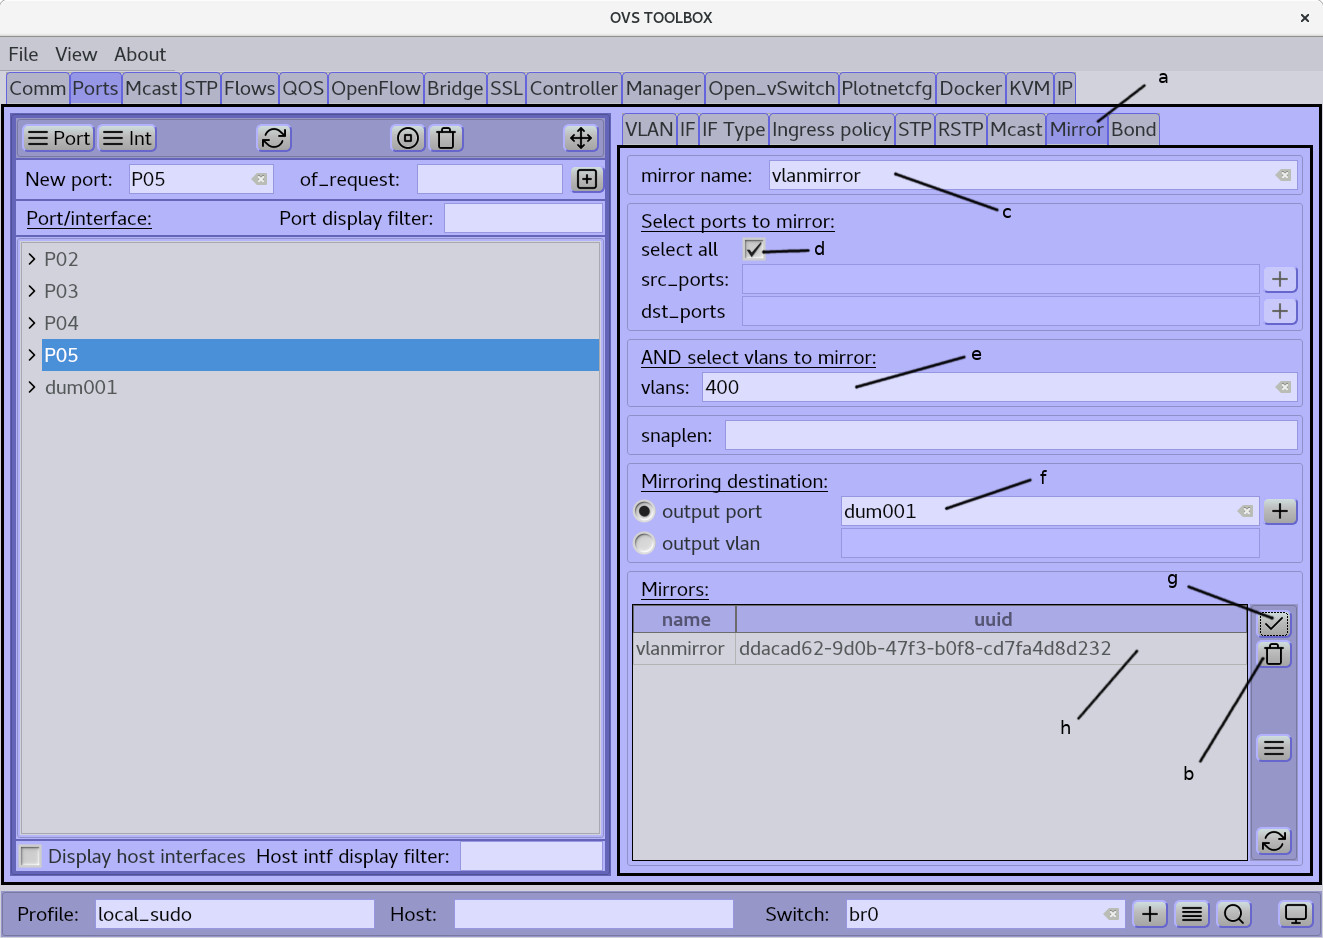 OVS TOOLBOX
File View About
Comm Ports Mcast STP Flows QOS OpenFlow Bridge SSL Controller Manager Open_vSwitch Plotnetcfg Docker KVM IP
a
Port Int
New port: P05 of_request:
Port/interface: Port display filter:
P02
P03
P04
P05
dum001
Display host interfaces Host intf display filter:
VLAN IF IF Type Ingress policy STP RSTP Mcast Mirror Bond
mirror name: vlanmirror
c
Select ports to mirror:
select all d
src_ports:
dst_ports
AND select vlans to mirror: e
vlans: 400
snaplen:
Mirroring destination: f
output port dum001
output vlan
g
Mirrors:
name uuid
vlanmirror ddacad62-9d0b-47f3-b0f8-cd7fa4d8d232
h
b
Profile: local_sudo Host: Switch: br0